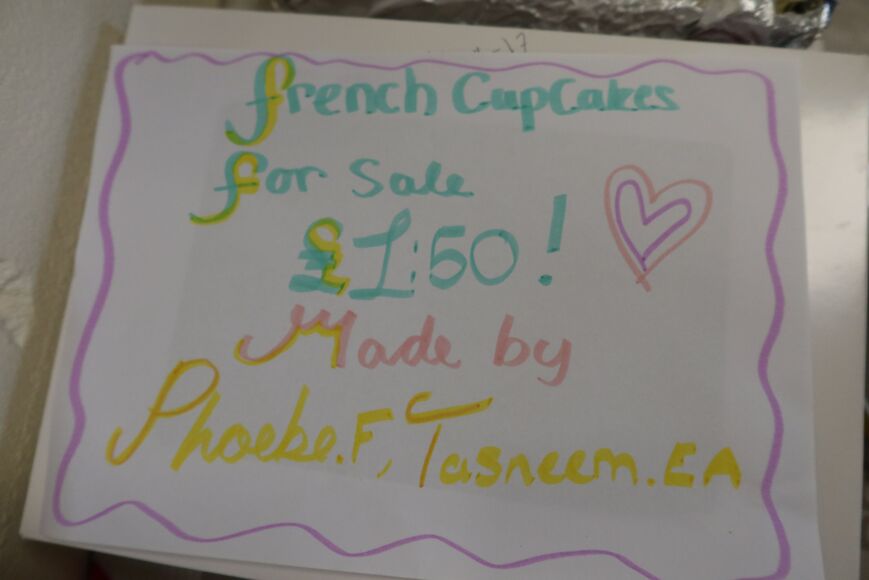 French CupCakes
for Sale
£1:50!
Made by
Phoebe.F, Tasneem.EA